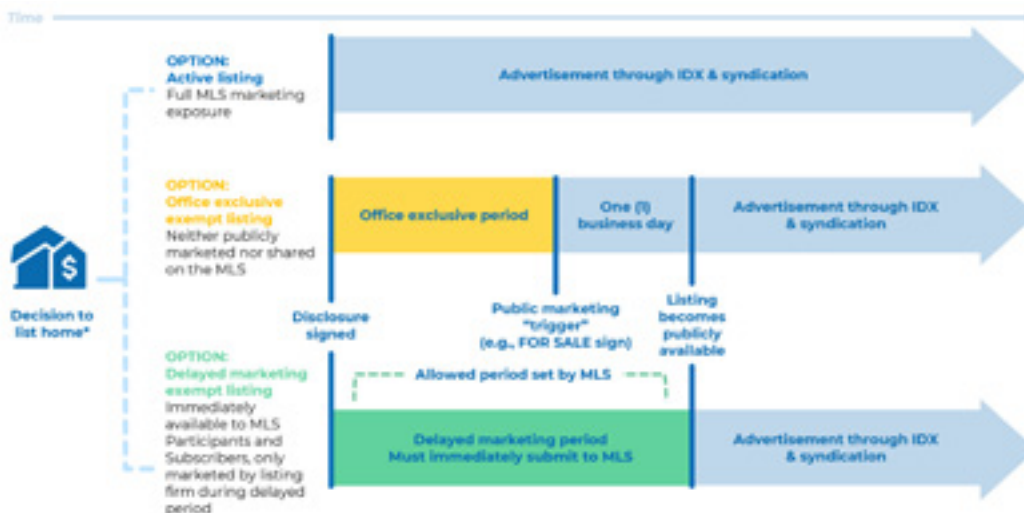 Time
OPTION:
Active listing
Full MLS marketing
exposure
Advertisement through IDX & syndication
OPTION:
Office exclusive
exempt listing
Neither publicly
marketed nor shared
on the MLS
Office exclusive period
One (1)
business day
Advertisement through IDX
& syndication
$
Decision to
list home*
Disclosure
signed
Public marketing
"trigger"
(e.g., FOR SALE sign)
Listing
becomes
publicly
available
OPTION:
Delayed marketing
exempt listing
Immediately
available to MLS
Participants and
Subscribers, only
marketed by listing
firm during delayed
period
Allowed period set by MLS
Delayed marketing period
Must immediately submit to MLS
Advertisement through IDX
& syndication